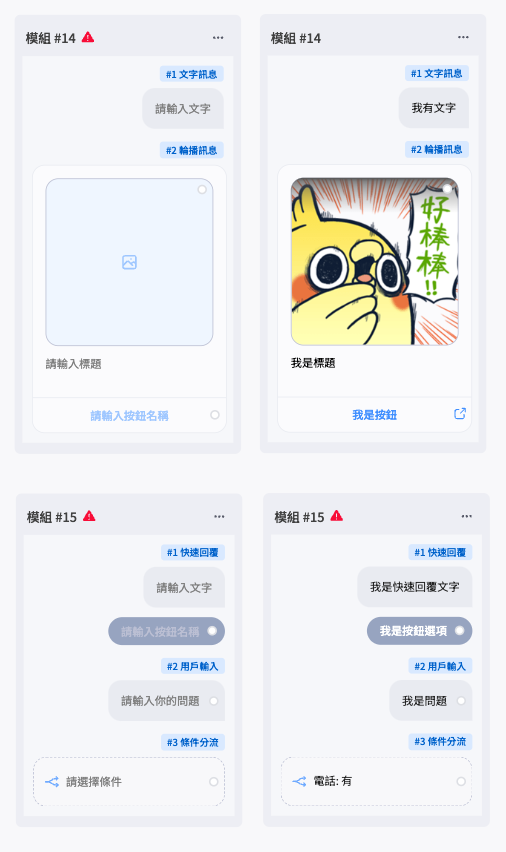 模組 #14
#1 文字訊息
請輸入文字
#2 輪播訊息
請輸入標題
請輸入按鈕名稱
模組 #14
#1 文字訊息
我有文字
#2 輪播訊息
好棒棒!!
我是標題
我是按鈕
模組 #15
#1 快速回覆
請輸入文字
請輸入按鈕名稱
#2 用戶輸入
請輸入你的問題
#3 條件分流
請選擇條件
模組 #15
#1 快速回覆
我是快速回覆文字
我是按鈕選項
#2 用戶輸入
我是問題
#3 條件分流
電話: 有